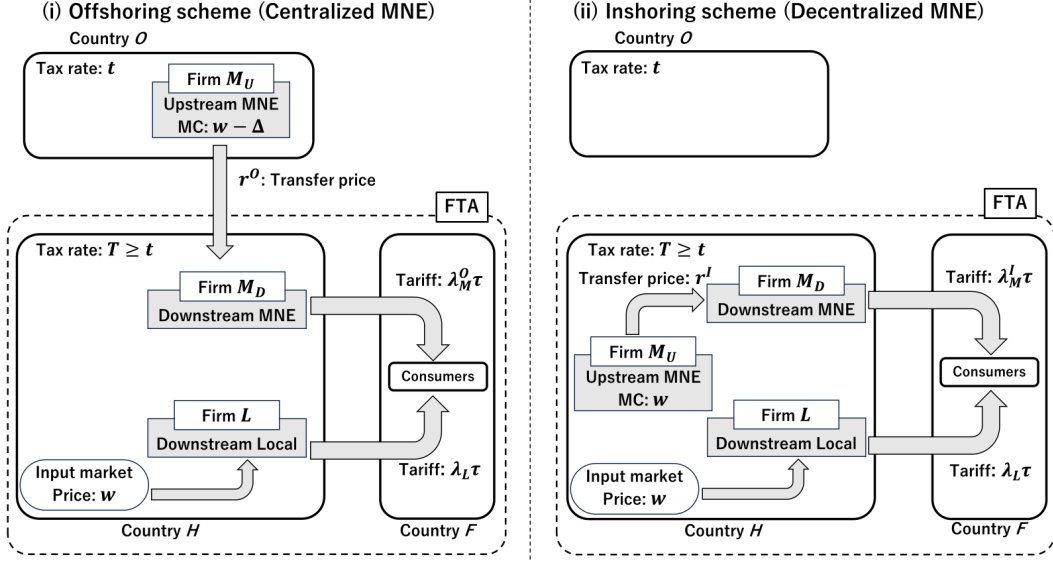 (i) Offshoring scheme (Centralized MNE)
Country O
Tax rate: t
Firm M_U
Upstream MNE
MC: w − Δ
r^O: Transfer price
FTA
Tax rate: T ≥ t
Firm M_D
Downstream MNE
Tariff: λ_M^O τ
Consumers
Firm L
Downstream Local
Tariff: λ_L τ
Input market
Price: w
Country H
Country F
(ii) Inshoring scheme (Decentralized MNE)
Country O
Tax rate: t
FTA
Tax rate: T ≥ t
Transfer price: r^I
Firm M_D
Downstream MNE
Tariff: λ_M^I τ
Firm M_U
Upstream MNE
MC: w
Consumers
Firm L
Downstream Local
Tariff: λ_L τ
Input market
Price: w
Country H
Country F